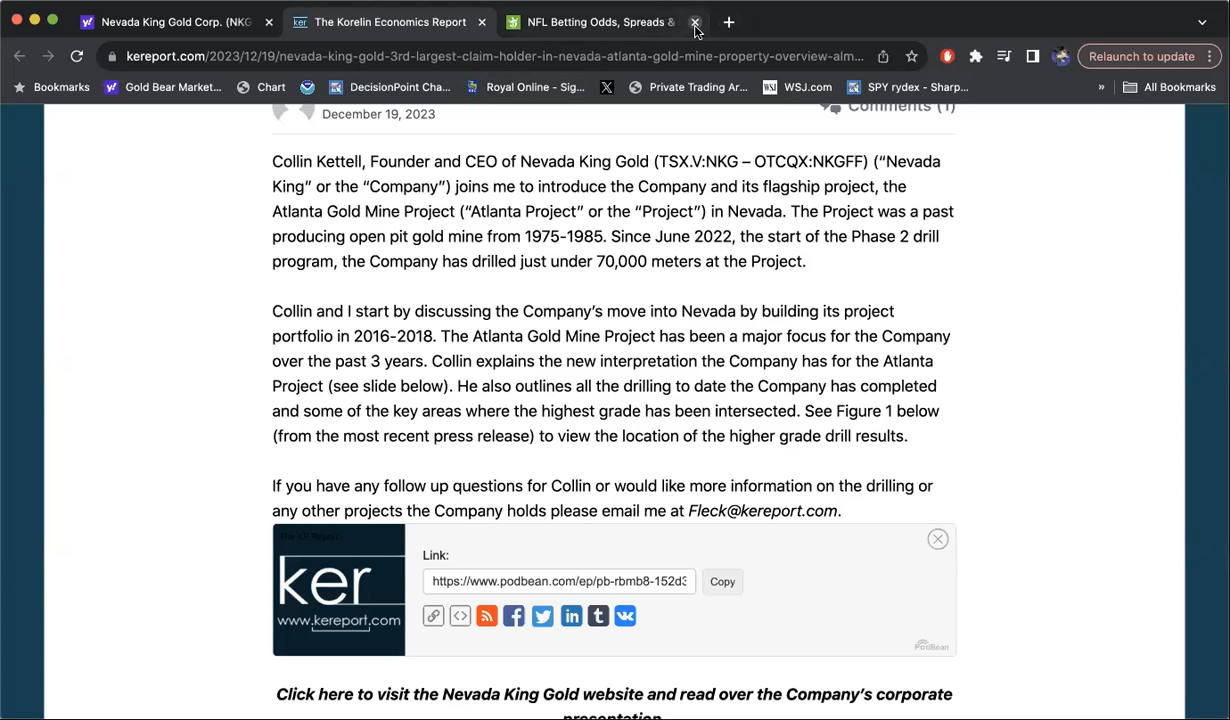 Nevada King Gold Corp. (NKG
The Korelin Economics Report
NFL Betting Odds, Spreads &
kereport.com/2023/12/19/nevada-king-gold-3rd-largest-claim-holder-in-nevada-atlanta-gold-mine-property-overview-alm...
Relaunch to update
Bookmarks
Gold Bear Market...
Chart
DecisionPoint Cha...
Royal Online - Sig...
Private Trading Ar...
WSJ.com
SPY rydex - Sharp...
»
All Bookmarks
December 19, 2023
Comments (1)
Collin Kettell, Founder and CEO of Nevada King Gold (TSX.V:NKG – OTCQX:NKGFF) (“Nevada
King” or the “Company”) joins me to introduce the Company and its flagship project, the
Atlanta Gold Mine Project (“Atlanta Project” or the “Project”) in Nevada. The Project was a past
producing open pit gold mine from 1975-1985. Since June 2022, the start of the Phase 2 drill
program, the Company has drilled just under 70,000 meters at the Project.
Collin and I start by discussing the Company’s move into Nevada by building its project
portfolio in 2016-2018. The Atlanta Gold Mine Project has been a major focus for the Company
over the past 3 years. Collin explains the new interpretation the Company has for the Atlanta
Project (see slide below). He also outlines all the drilling to date the Company has completed
and some of the key areas where the highest grade has been intersected. See Figure 1 below
(from the most recent press release) to view the location of the higher grade drill results.
If you have any follow up questions for Collin or would like more information on the drilling or
any other projects the Company holds please email me at Fleck@kereport.com.
The KE Report
ker
www.kereport.com
Link:
https://www.podbean.com/ep/pb-rbmb8-152d3
Copy
PodBean
Click here to visit the Nevada King Gold website and read over the Company’s corporate
presentation